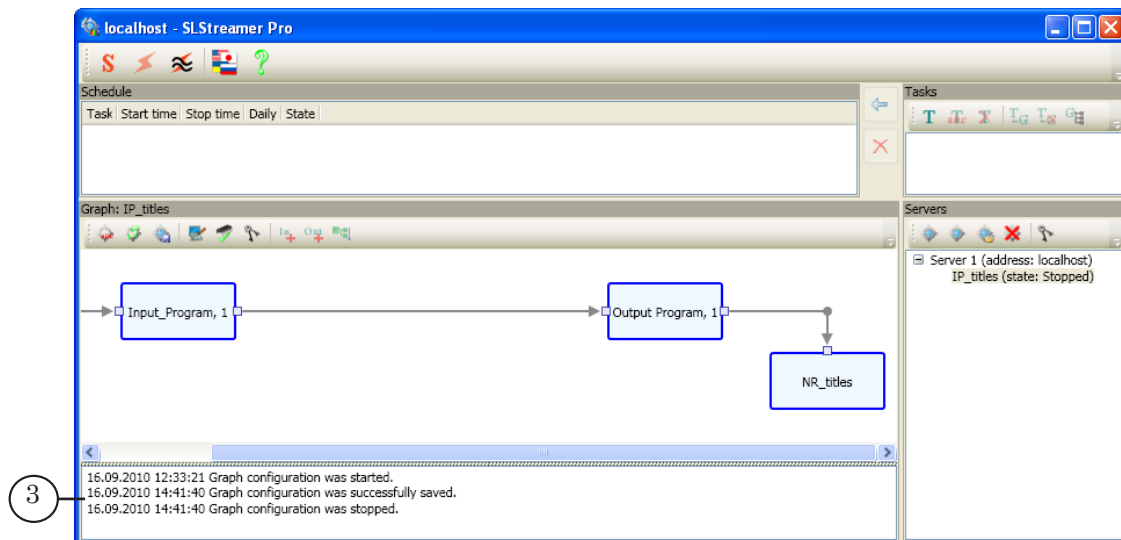 localhost - SLStreamer Pro
S
?
Schedule
Task Start time Stop time Daily State
Tasks
T
Graph: IP_titles
In Out
Input_Program, 1
Output Program, 1
NR_titles
Servers
Server 1 (address: localhost)
IP_titles (state: Stopped)
3
16.09.2010 12:33:21 Graph configuration was started.
16.09.2010 14:41:40 Graph configuration was successfully saved.
16.09.2010 14:41:40 Graph configuration was stopped.